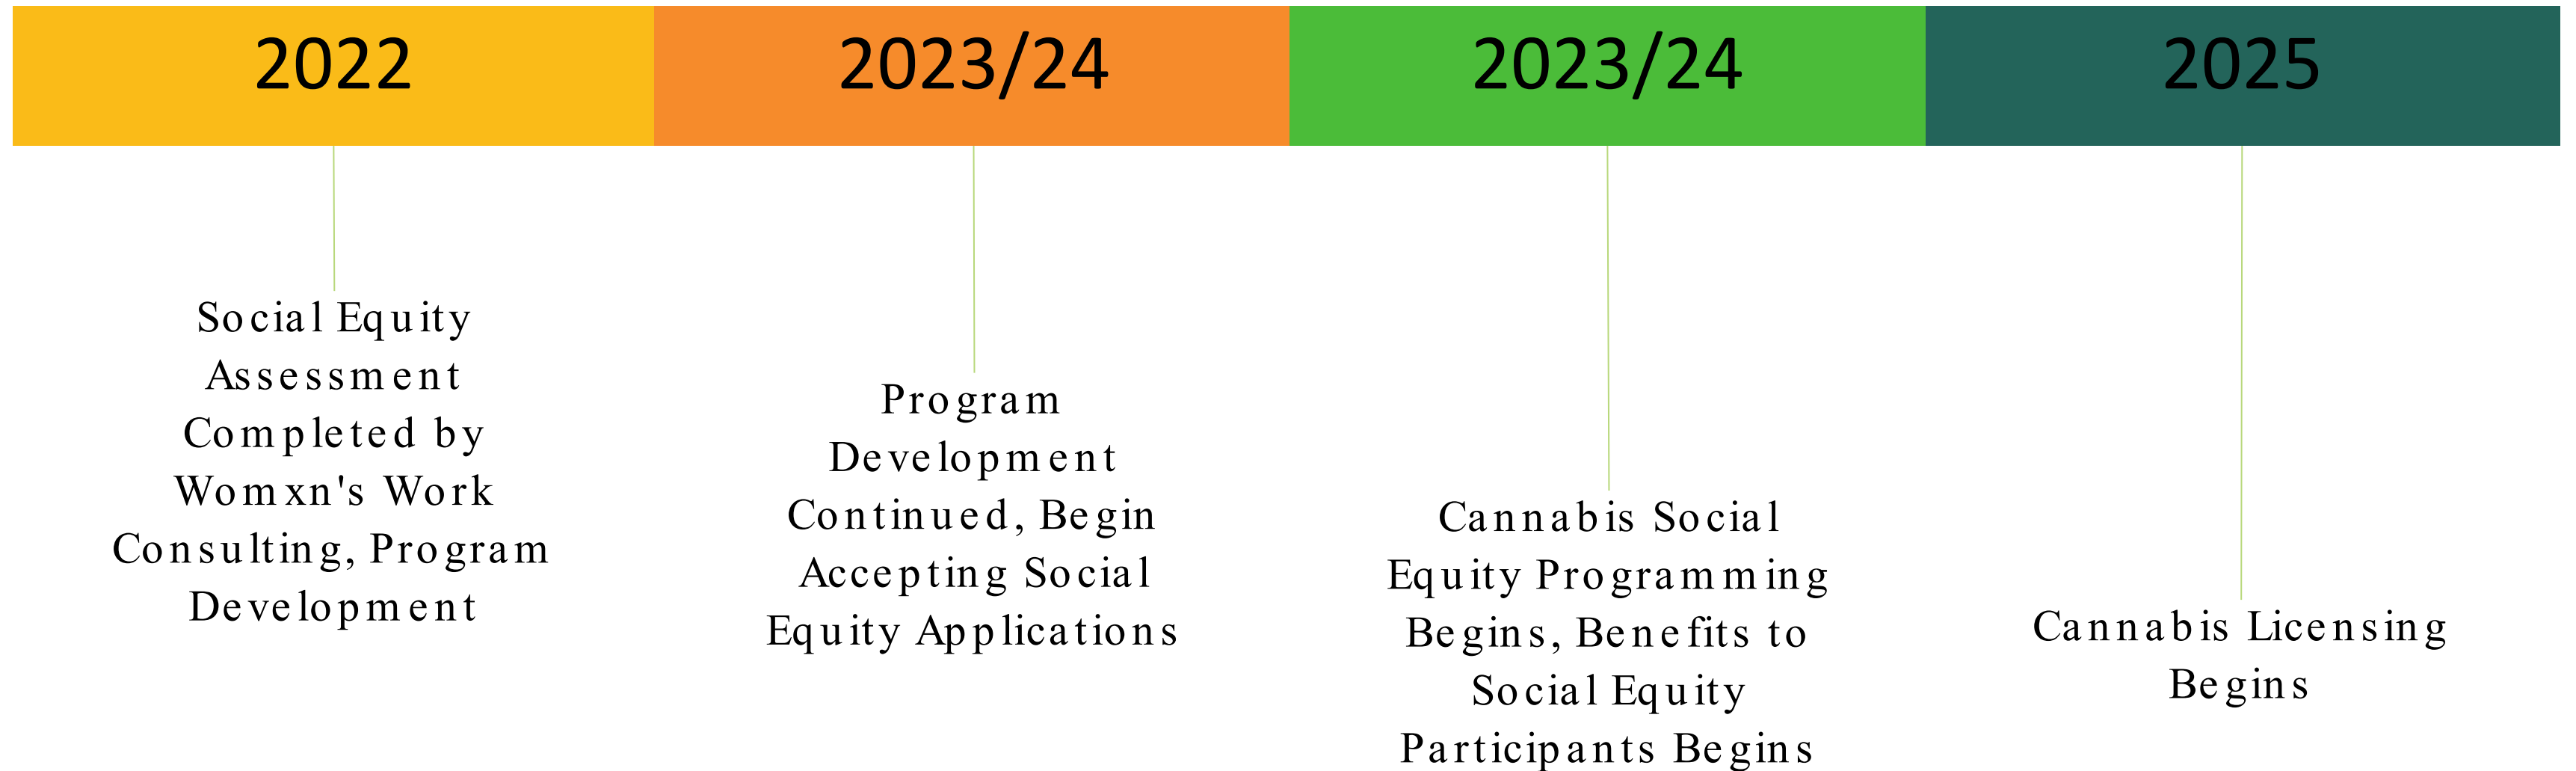 2022
Social Equity
Assessment
Completed by
Womxn's Work
Consulting, Program
Development
2023/24
Program
Development
Continued, Begin
Accepting Social
Equity Applications
2023/24
Cannabis Social
Equity Programming
Begins, Benefits to
Social Equity
Participants Begins
2025
Cannabis Licensing
Begins